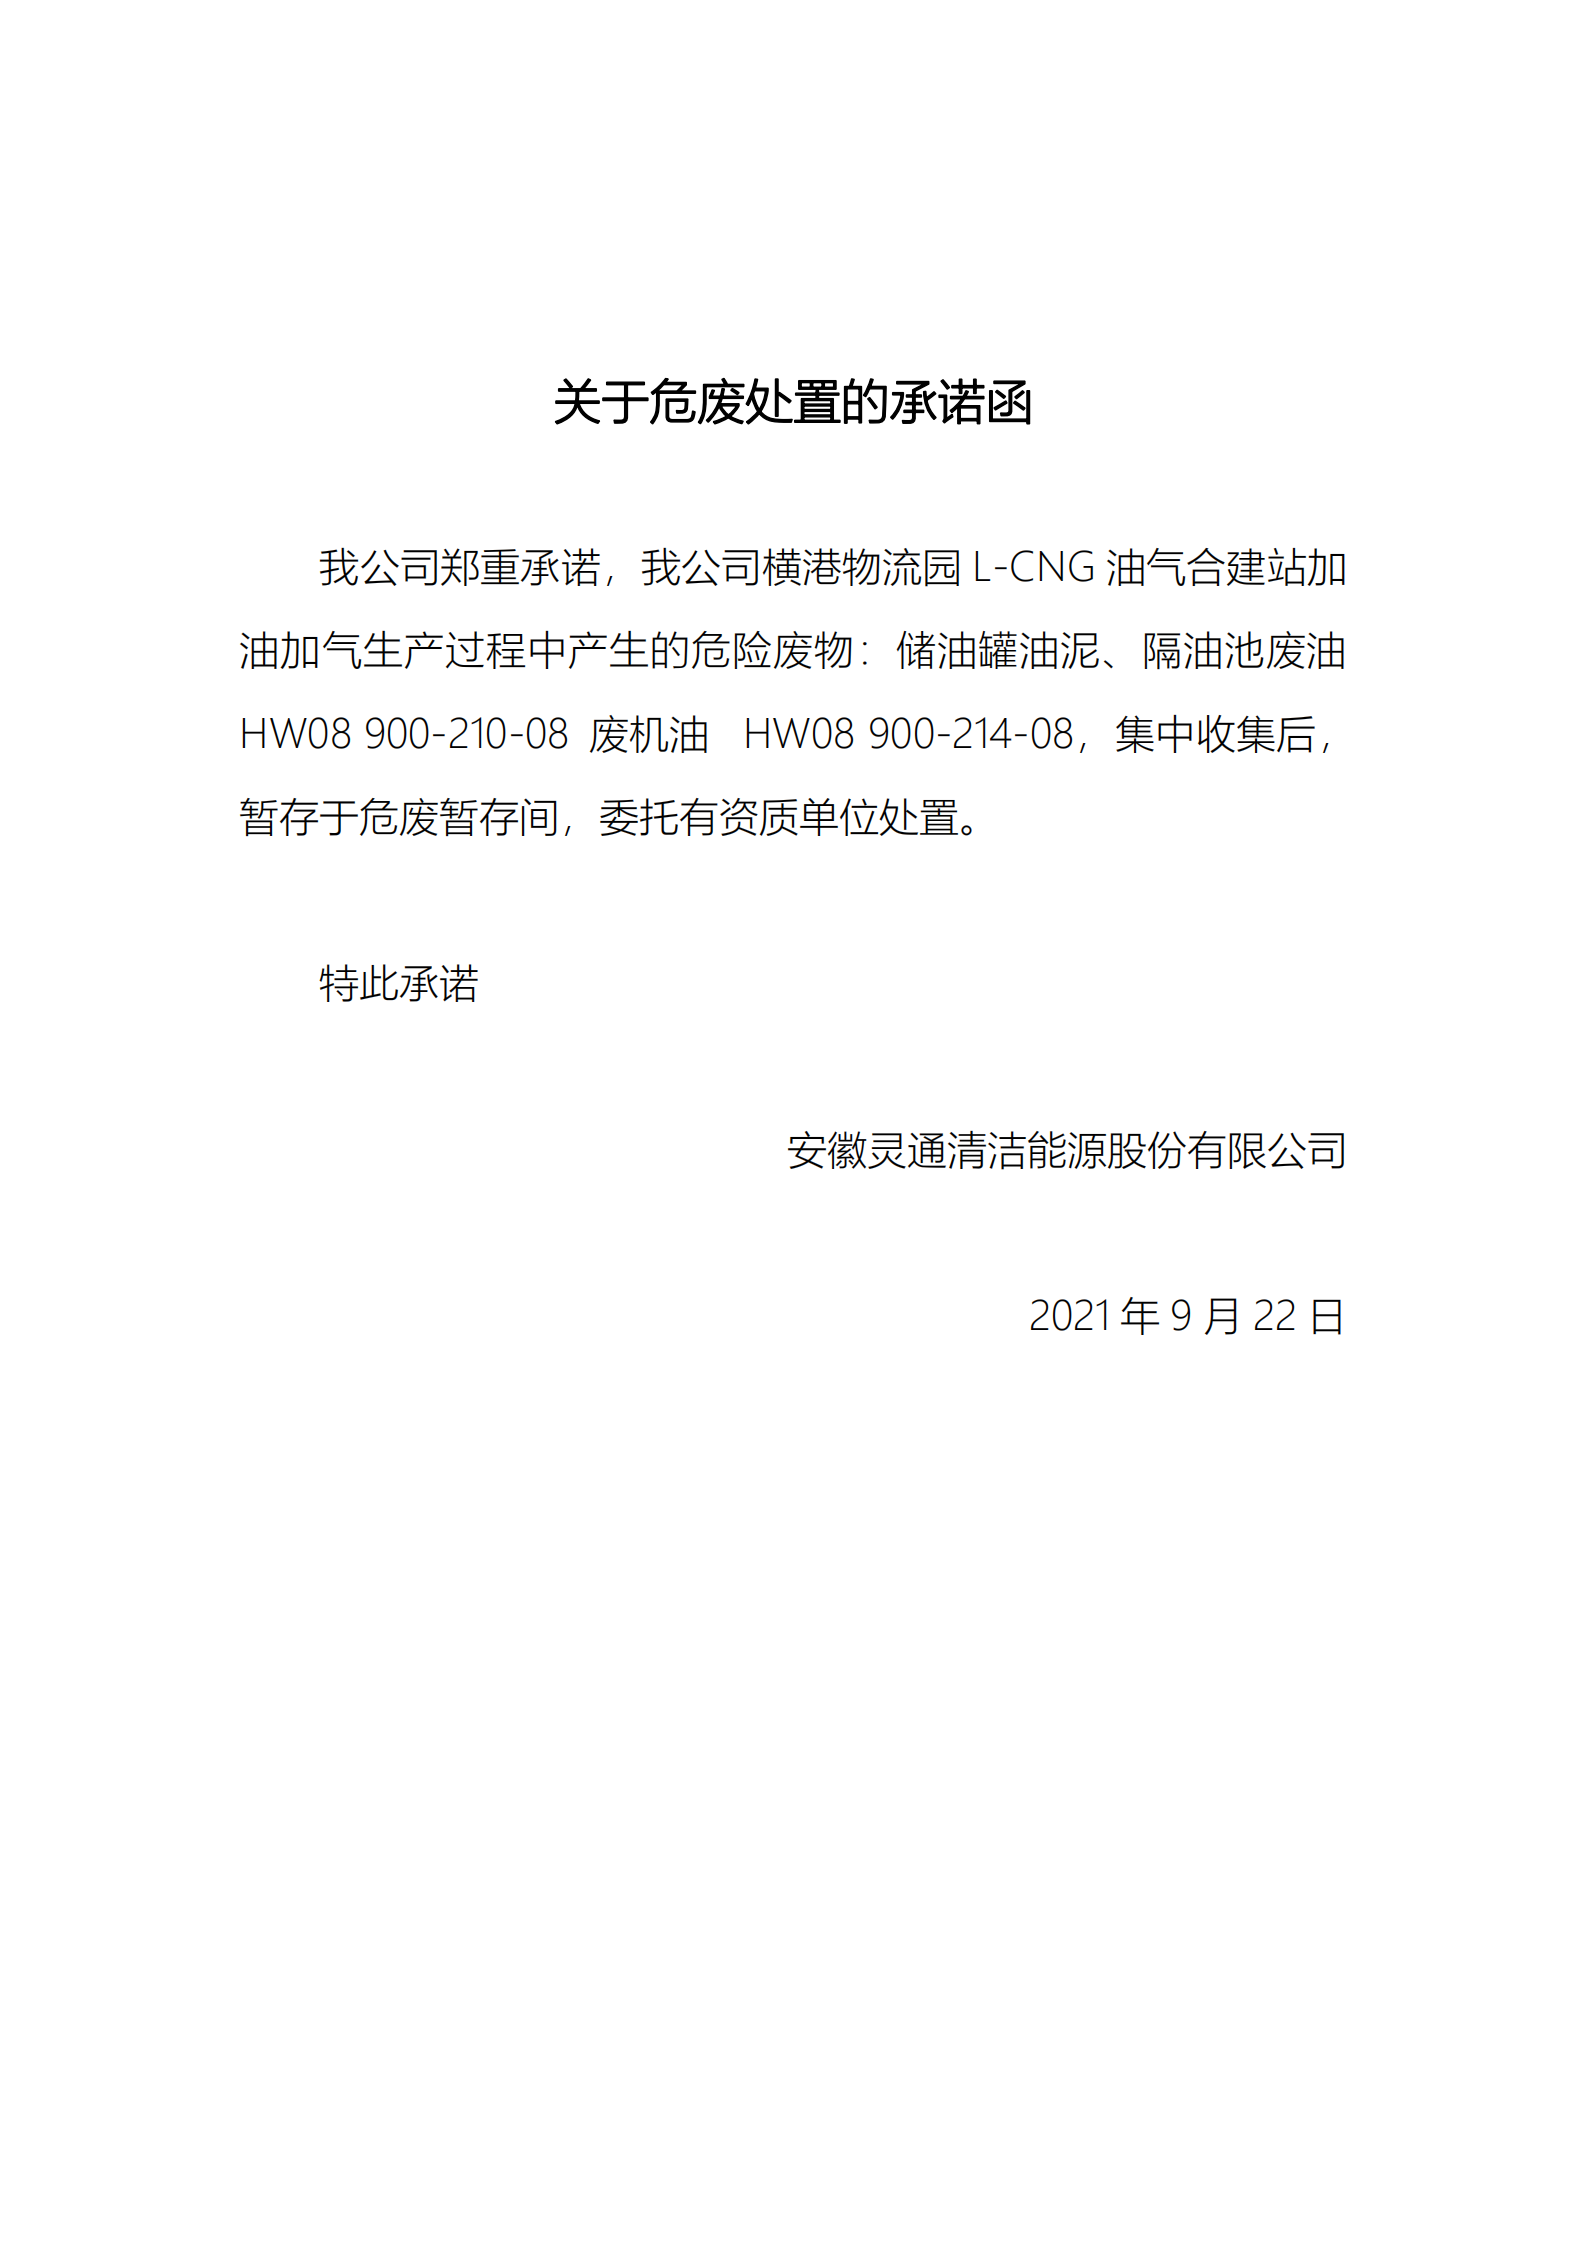 关于危废处置的承诺函
我公司郑重承诺，我公司横港物流园 L-CNG 油气合建站加
油加气生产过程中产生的危险废物：储油罐油泥、隔油池废油
HW08 900-210-08 废机油 HW08 900-214-08，集中收集后，
暂存于危废暂存间，委托有资质单位处置。
特此承诺
安徽灵通清洁能源股份有限公司
2021 年 9 月 22 日